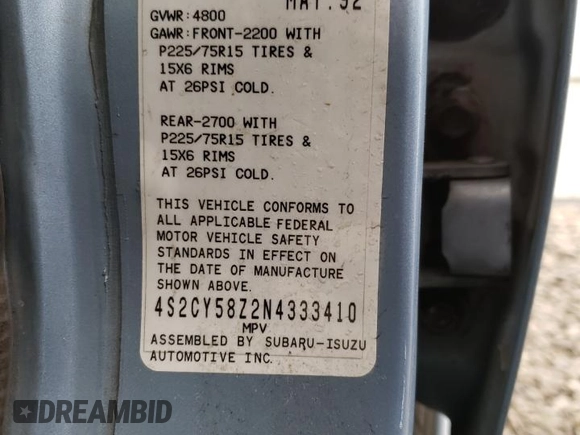 MAY.92
GVWR:4800
GAWR:FRONT-2200 WITH
P225/75R15 TIRES &
15X6 RIMS
AT 26PSI COLD.
REAR-2700 WITH
P225/75R15 TIRES &
15X6 RIMS
AT 26PSI COLD.
THIS VEHICLE CONFORMS TO
ALL APPLICABLE FEDERAL
MOTOR VEHICLE SAFETY
STANDARDS IN EFFECT ON
THE DATE OF MANUFACTURE
SHOWN ABOVE.
4S2CY58Z2N4333410
MPV
ASSEMBLED BY SUBARU-ISUZU
AUTOMOTIVE INC.
DREAMBID